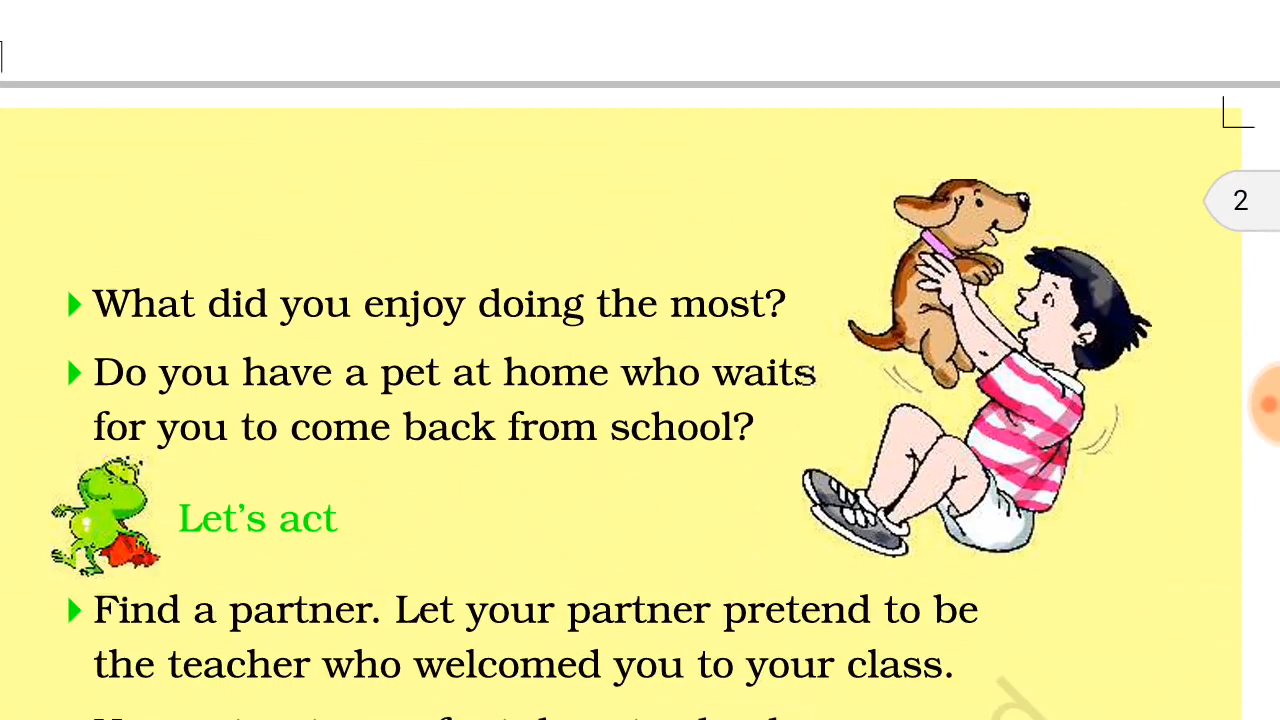 2
What did you enjoy doing the most?
Do you have a pet at home who waits
for you to come back from school?
Let's act
Find a partner. Let your partner pretend to be
the teacher who welcomed you to your class.